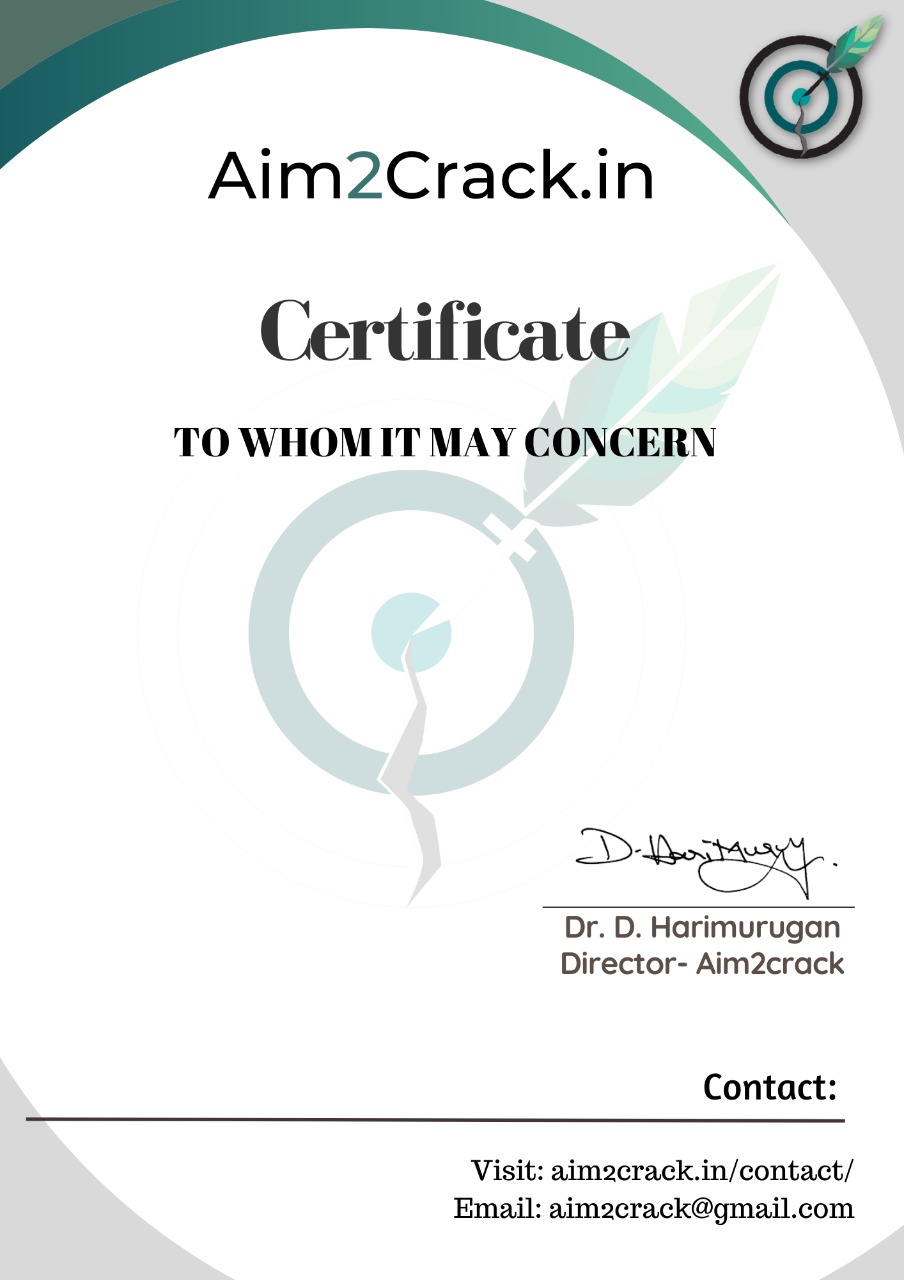 Aim2Crack.in
Certificate
TO WHOM IT MAY CONCERN
D. Harimurug
Dr. D. Harimurugan
Director- Aim2crack
Contact:
Visit: aim2crack.in/contact/
Email: aim2crack@gmail.com